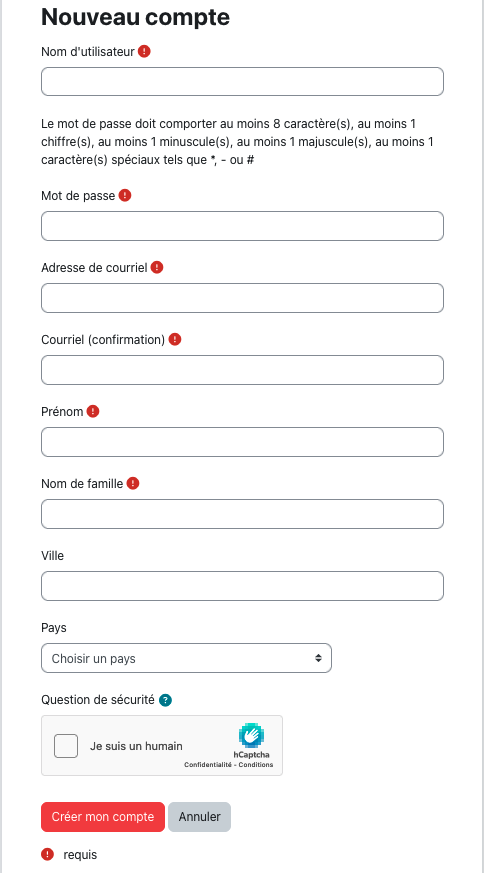 Nouveau compte
Nom d'utilisateur
Le mot de passe doit comporter au moins 8 caractère(s), au moins 1
chiffre(s), au moins 1 minuscule(s), au moins 1 majuscule(s), au moins 1
caractère(s) spéciaux tels que *, - ou #
Mot de passe
Adresse de courriel
Courriel (confirmation)
Prénom
Nom de famille
Ville
Pays
Choisir un pays
Question de sécurité ?
Je suis un humain
hCaptcha
Confidentialité - Conditions
Créer mon compte Annuler
requis